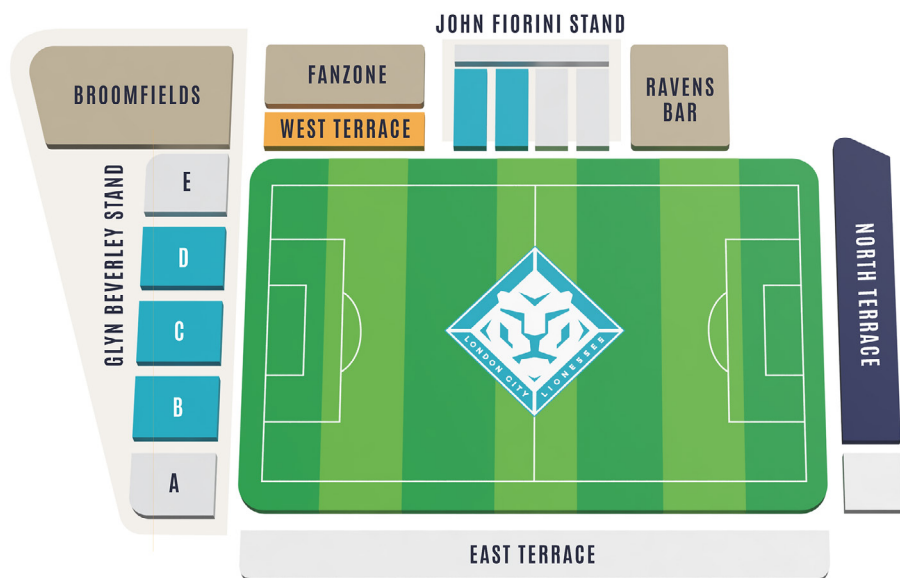 JOHN FIORINI STAND
BROOMFIELDS
FANZONE
WEST TERRACE
RAVENS
BAR
GLYN BEVERLEY STAND
E
D
C
B
A
LONDON CITY LIONESSES
NORTH TERRACE
EAST TERRACE